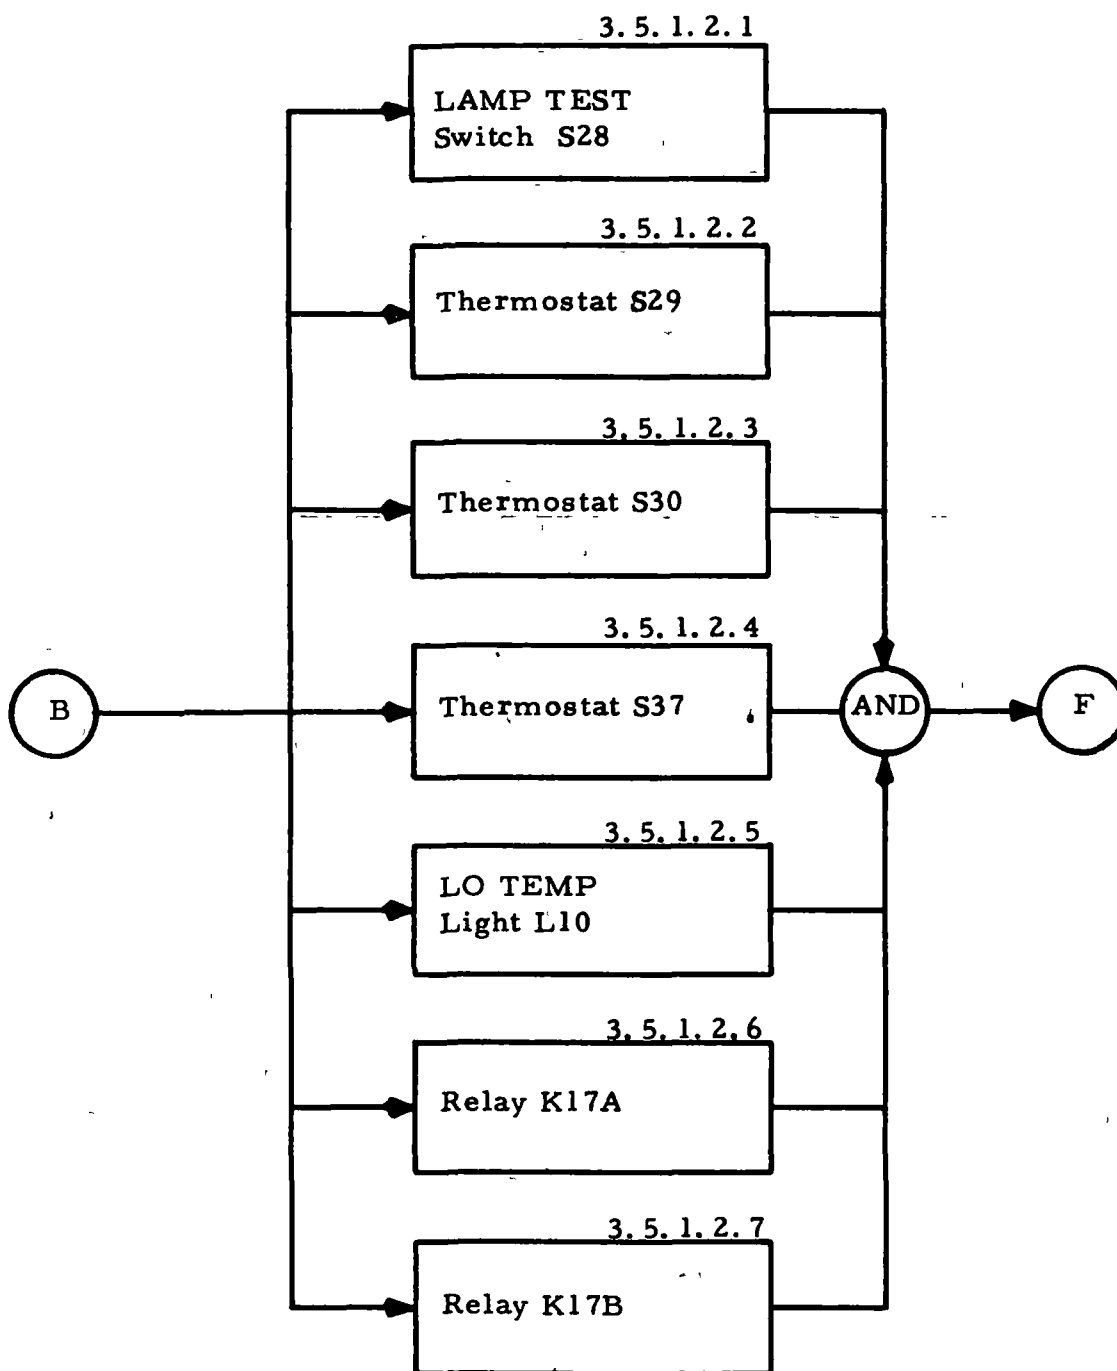 3. 5. 1. 2. 1
LAMP TEST
Switch S28
3. 5. 1. 2. 2
Thermostat S29
3. 5. 1. 2. 3
Thermostat S30
3. 5. 1. 2. 4
B
Thermostat S37
AND
F
3. 5. 1. 2. 5
LO TEMP
Light L10
3. 5. 1. 2. 6
Relay K17A
3. 5. 1. 2. 7
Relay K17B